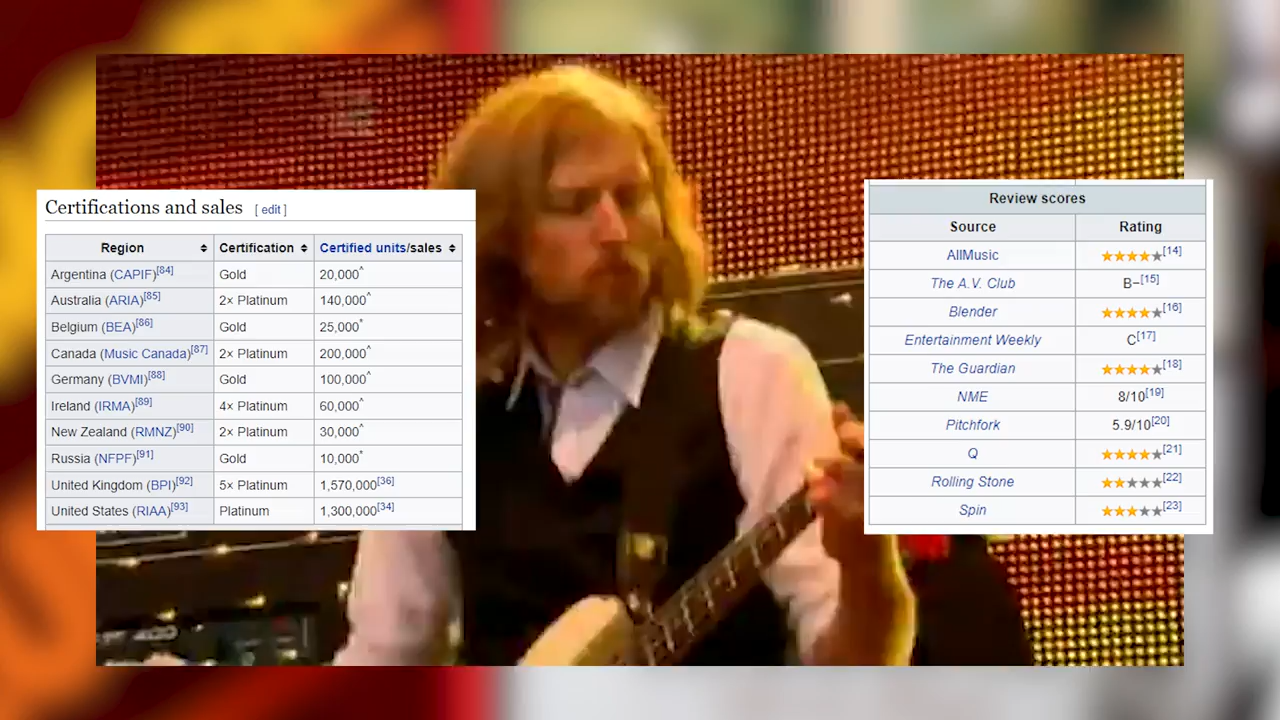 Certifications and sales [ edit ]
Region Certification Certified units/sales
Argentina (CAPIF)[84] Gold 20,000^
Australia (ARIA)[85] 2× Platinum 140,000^
Belgium (BEA)[86] Gold 25,000*
Canada (Music Canada)[87] 2× Platinum 200,000^
Germany (BVMI)[88] Gold 100,000^
Ireland (IRMA)[89] 4× Platinum 60,000^
New Zealand (RMNZ)[90] 2× Platinum 30,000^
Russia (NFPF)[91] Gold 10,000*
United Kingdom (BPI)[92] 5× Platinum 1,570,000[36]
United States (RIAA)[93] Platinum 1,300,000[34]
Review scores
Source Rating
AllMusic ★★★★★[14]
The A.V. Club B−[15]
Blender ★★★★★[16]
Entertainment Weekly C[17]
The Guardian ★★★★★[18]
NME 8/10[19]
Pitchfork 5.9/10[20]
Q ★★★★★[21]
Rolling Stone ★★★★★[22]
Spin ★★★★★[23]
400